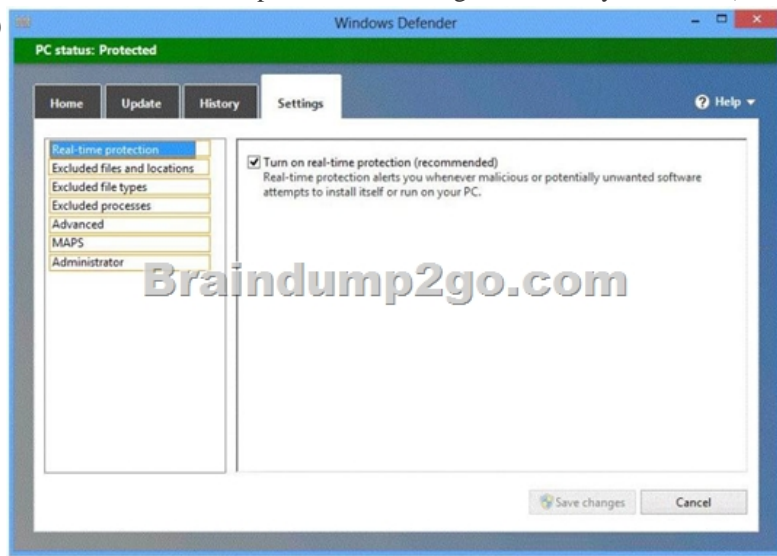 Windows Defender
PC status: Protected
Home Update History Settings Help
Real-time protection
Excluded files and locations
Excluded file types
Excluded processes
Advanced
MAPS
Administrator
Turn on real-time protection (recommended)
Real-time protection alerts you whenever malicious or potentially unwanted software
attempts to install itself or run on your PC.
Braindump2go.com
Save changes Cancel